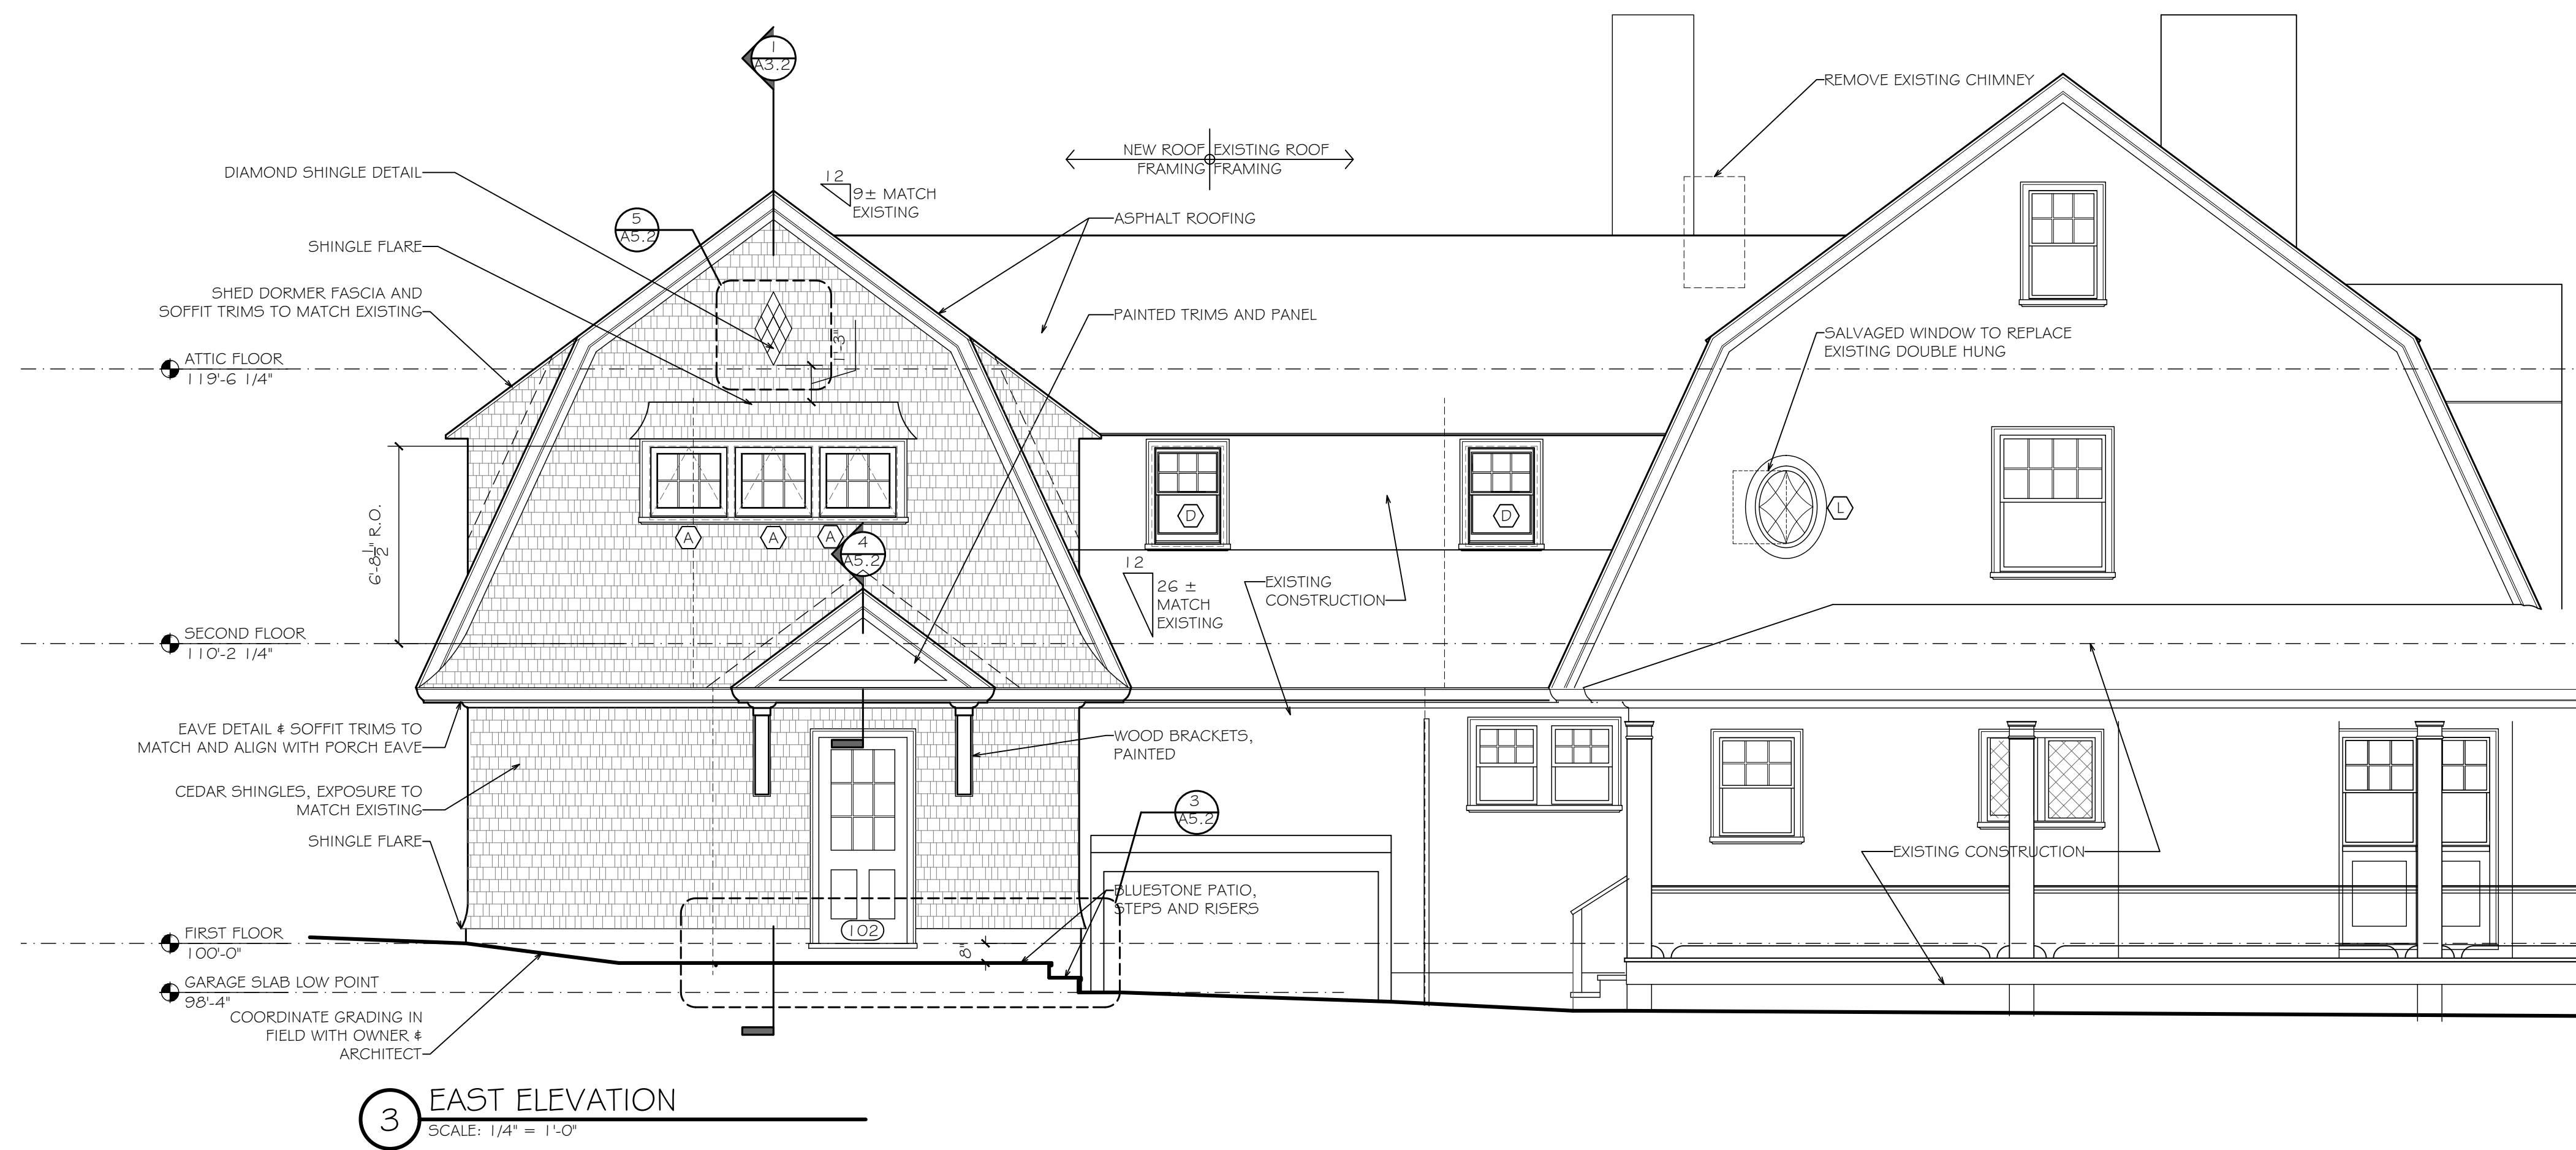 1
A3.2
REMOVE EXISTING CHIMNEY
NEW ROOF EXISTING ROOF
FRAMING FRAMING
DIAMOND SHINGLE DETAIL
12
9± MATCH
EXISTING
5
A5.2
ASPHALT ROOFING
SHINGLE FLARE
SHED DORMER FASCIA AND
SOFFIT TRIMS TO MATCH EXISTING
PAINTED TRIMS AND PANEL
1'-3"
SALVAGED WINDOW TO REPLACE
EXISTING DOUBLE HUNG
ATTIC FLOOR
119'-6 1/4"
6'-8 1/2" R.O.
A
A
A
D
D
L
4
A5.2
12
26 ±
MATCH
EXISTING
EXISTING
CONSTRUCTION
SECOND FLOOR
110'-2 1/4"
EAVE DETAIL & SOFFIT TRIMS TO
MATCH AND ALIGN WITH PORCH EAVE
WOOD BRACKETS,
PAINTED
CEDAR SHINGLES, EXPOSURE TO
MATCH EXISTING
3
A5.2
SHINGLE FLARE
EXISTING CONSTRUCTION
BLUESTONE PATIO,
STEPS AND RISERS
102
FIRST FLOOR
100'-0"
8"
GARAGE SLAB LOW POINT
98'-4"
COORDINATE GRADING IN
FIELD WITH OWNER &
ARCHITECT
3
EAST ELEVATION
SCALE: 1/4" = 1'-0"